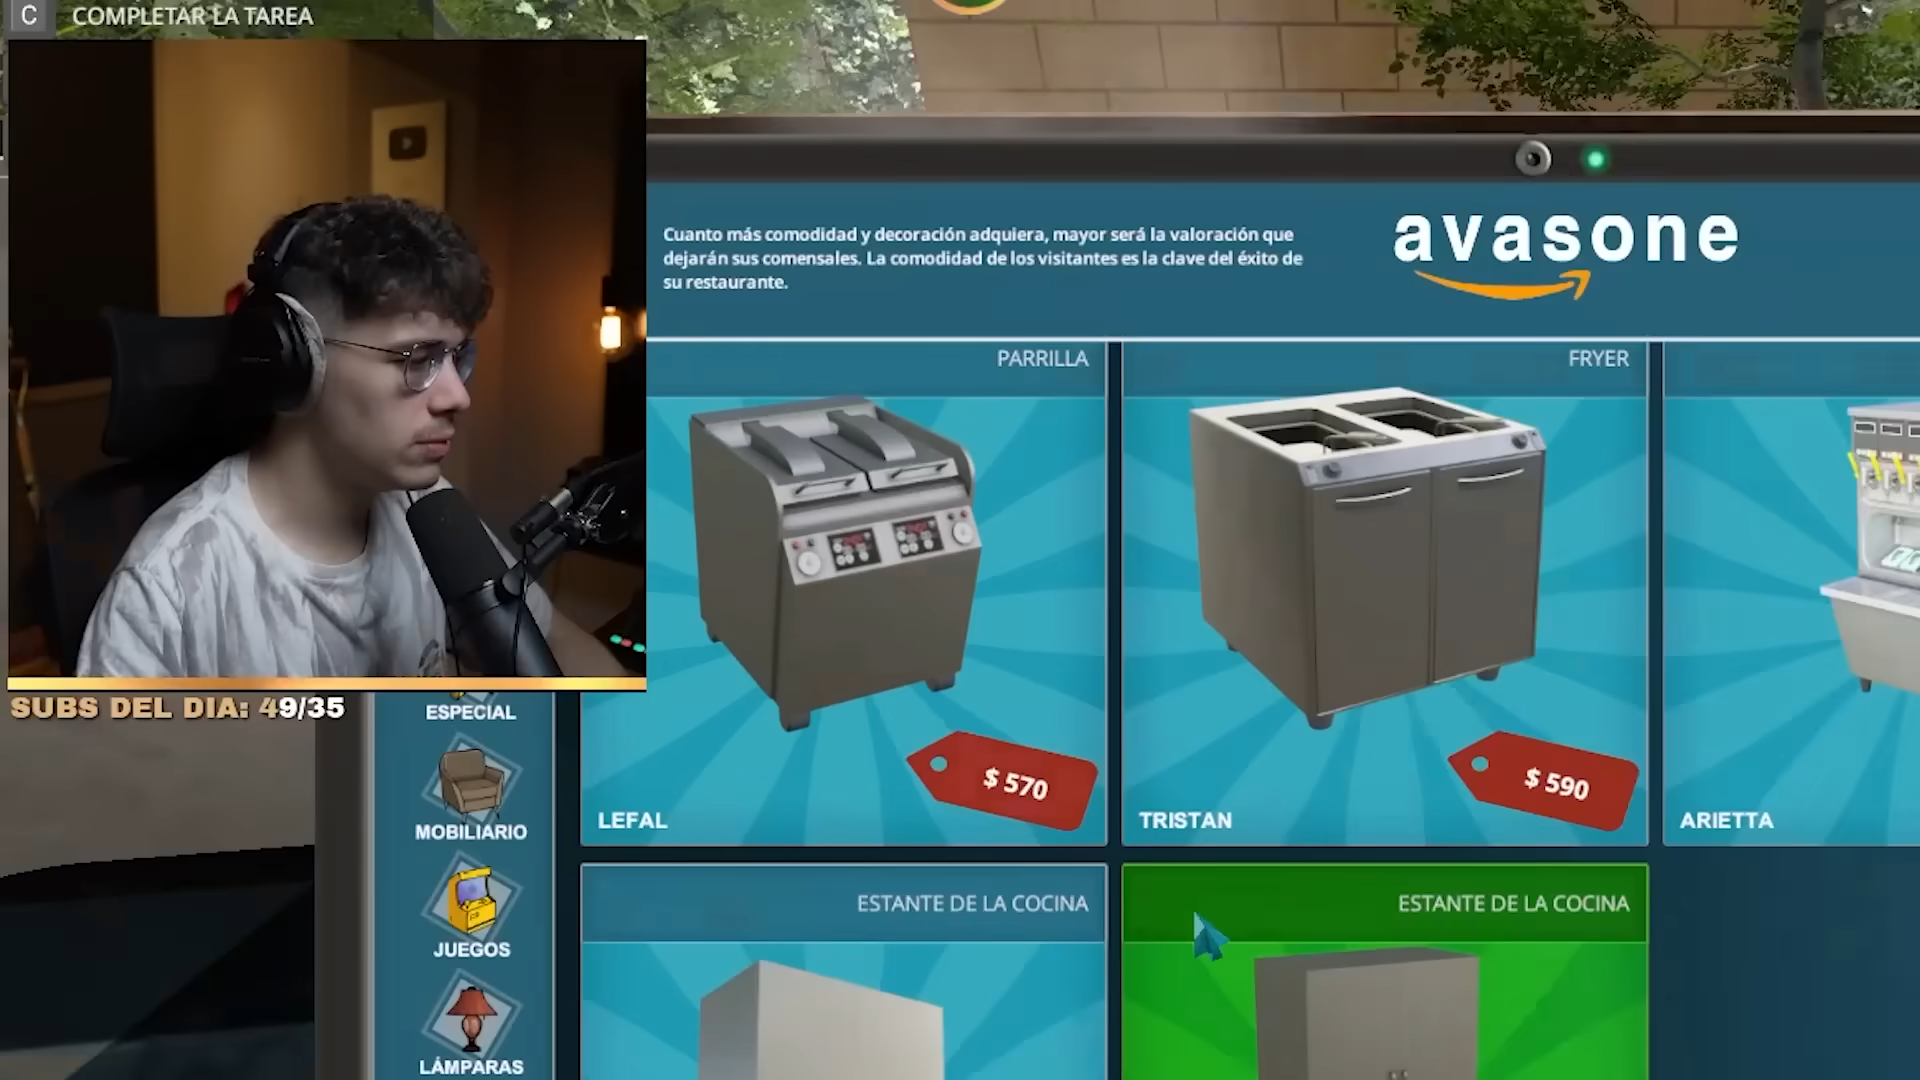 C COMPLETAR LA TAREA
Cuanto más comodidad y decoración adquiera, mayor será la valoración que
dejarán sus comensales. La comodidad de los visitantes es la clave del éxito de
su restaurante.
avasone
PARRILLA
FRYER
$ 570
$ 590
LEFAL
TRISTAN
ARIETTA
SUBS DEL DIA: 49/35
ESPECIAL
MOBILIARIO
JUEGOS
LÁMPARAS
ESTANTE DE LA COCINA
ESTANTE DE LA COCINA